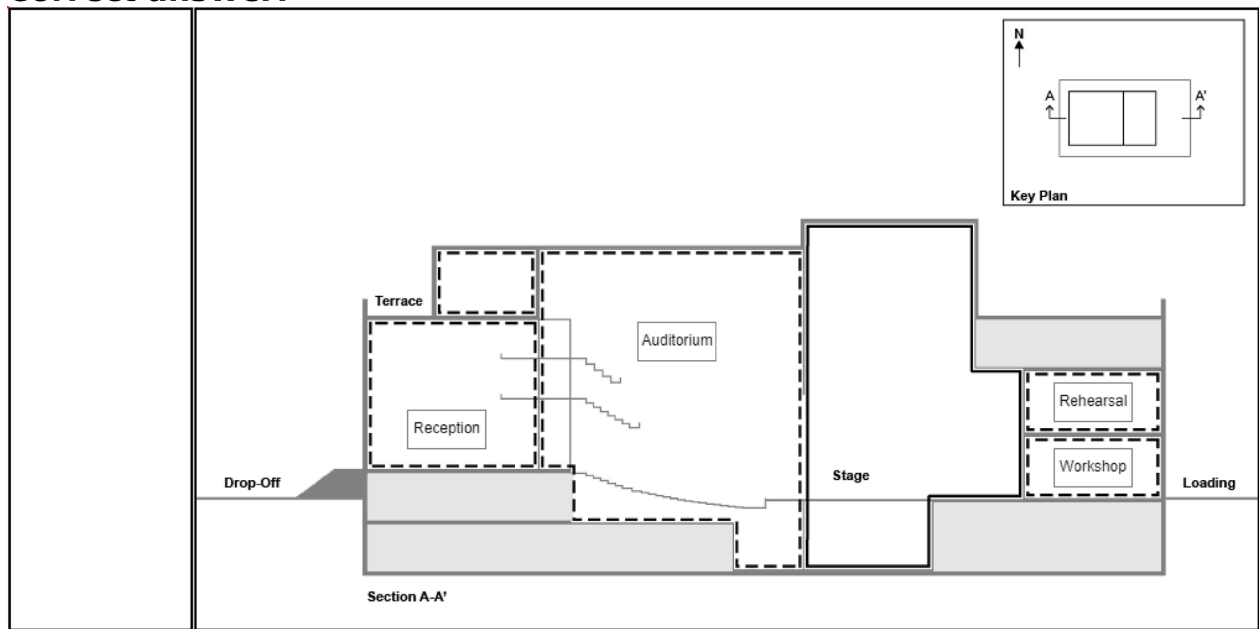 N
A
A'
Key Plan
Terrace
Auditorium
Rehearsal
Reception
Workshop
Drop-Off
Stage
Loading
Section A-A'